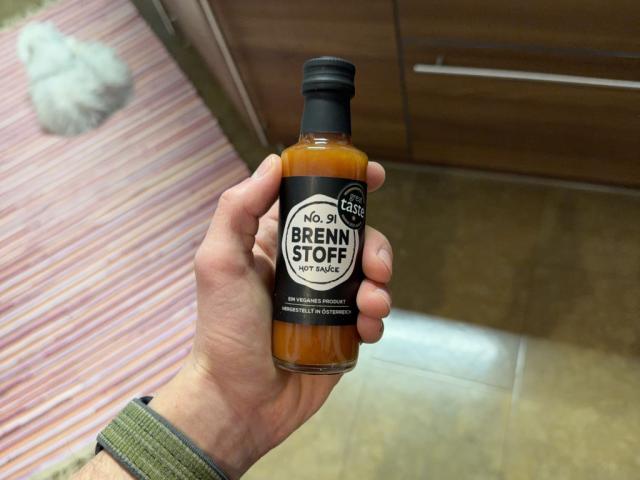 great
taste
NO. 91
BRENN
STOFF
HOT SAUCE
EIN VEGANES PRODUKT
HERGESTELLT IN ÖSTERREICH